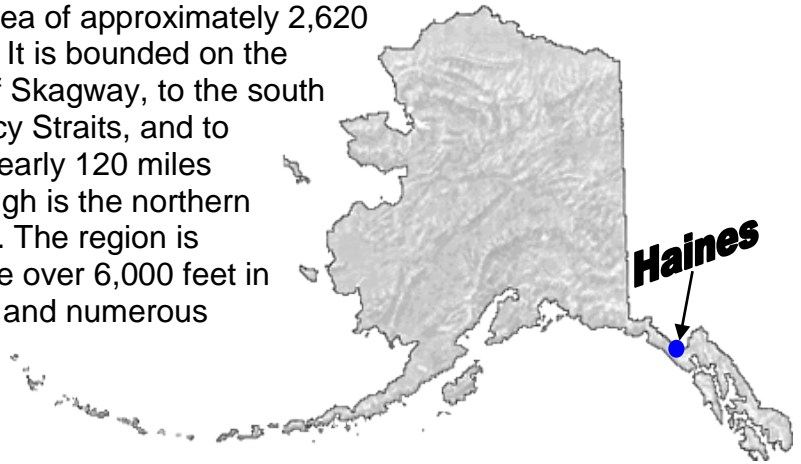 ea of approximately 2,620
It is bounded on the
f Skagway, to the south
cy Straits, and to
early 120 miles
gh is the northern
. The region is
e over 6,000 feet in
and numerous
Haines